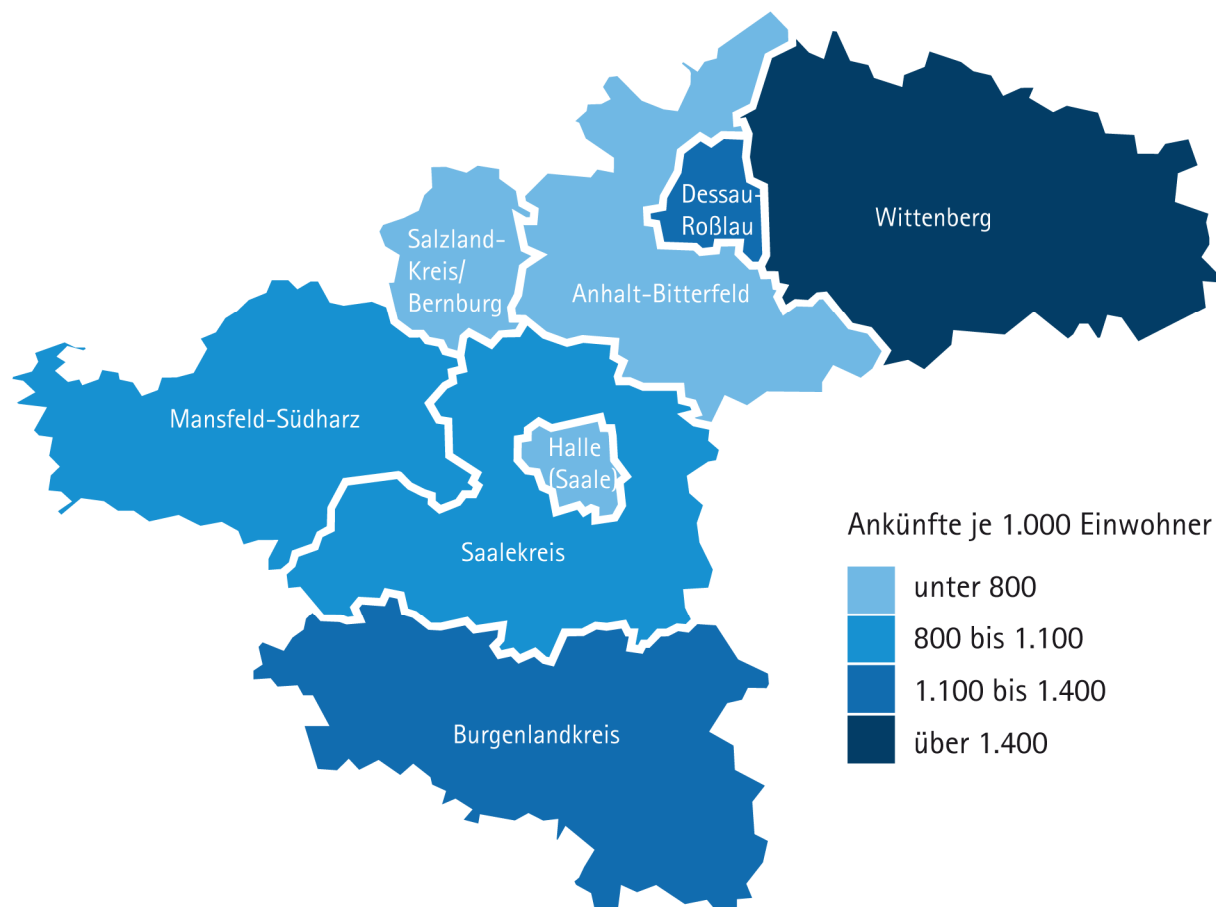 Dessau-
Roßlau
Wittenberg
Salzland-
Kreis/
Bernburg
Anhalt-Bitterfeld
Mansfeld-Südharz
Halle
(Saale)
Saalekreis
Burgenlandkreis
Ankünfte je 1.000 Einwohner
unter 800
800 bis 1.100
1.100 bis 1.400
über 1.400